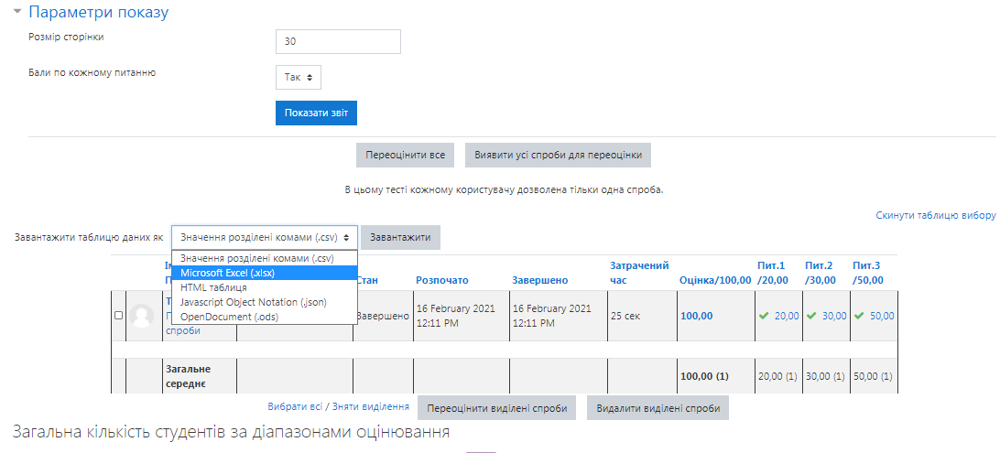 Параметри показу
Розмір сторінки
30
Бали по кожному питанню
Так
Показати звіт
Переоцінити все
Виявити усі спроби для переоцінки
В цьому тесті кожному користувачу дозволена тільки одна спроба.
Скинути таблицю вибору
Завантажити таблицю даних як
Значення розділені комами (.csv)
Завантажити
Значення розділені комами (.csv)
Microsoft Excel (.xlsx)
HTML таблиця
Javascript Object Notation (.json)
OpenDocument (.ods)
Стан
Розпочато
Завершено
Затрачений
час
Оцінка/100,00
Пит.1
/20,00
Пит.2
/30,00
Пит.3
/50,00
спроби
Завершено
16 February 2021
12:11 PM
16 February 2021
12:11 PM
25 сек
100,00
20,00
30,00
50,00
Загальне
середнє
100,00 (1)
20,00 (1)
30,00 (1)
50,00 (1)
Вибрати всі / Зняти виділення
Переоцінити виділені спроби
Видалити виділені спроби
Загальна кількість студентів за діапазонами оцінювання